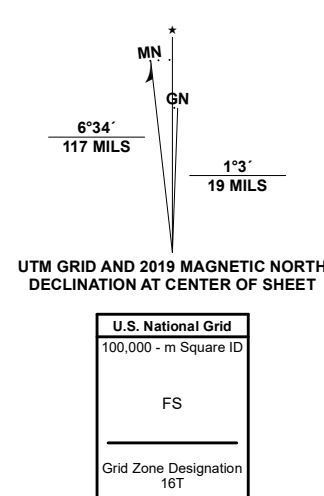 ★
MN
GN
6°34´
117 MILS
1°3´
19 MILS
UTM GRID AND 2019 MAGNETIC NORTH
DECLINATION AT CENTER OF SHEET
U.S. National Grid
100,000 - m Square ID
FS
Grid Zone Designation
16T